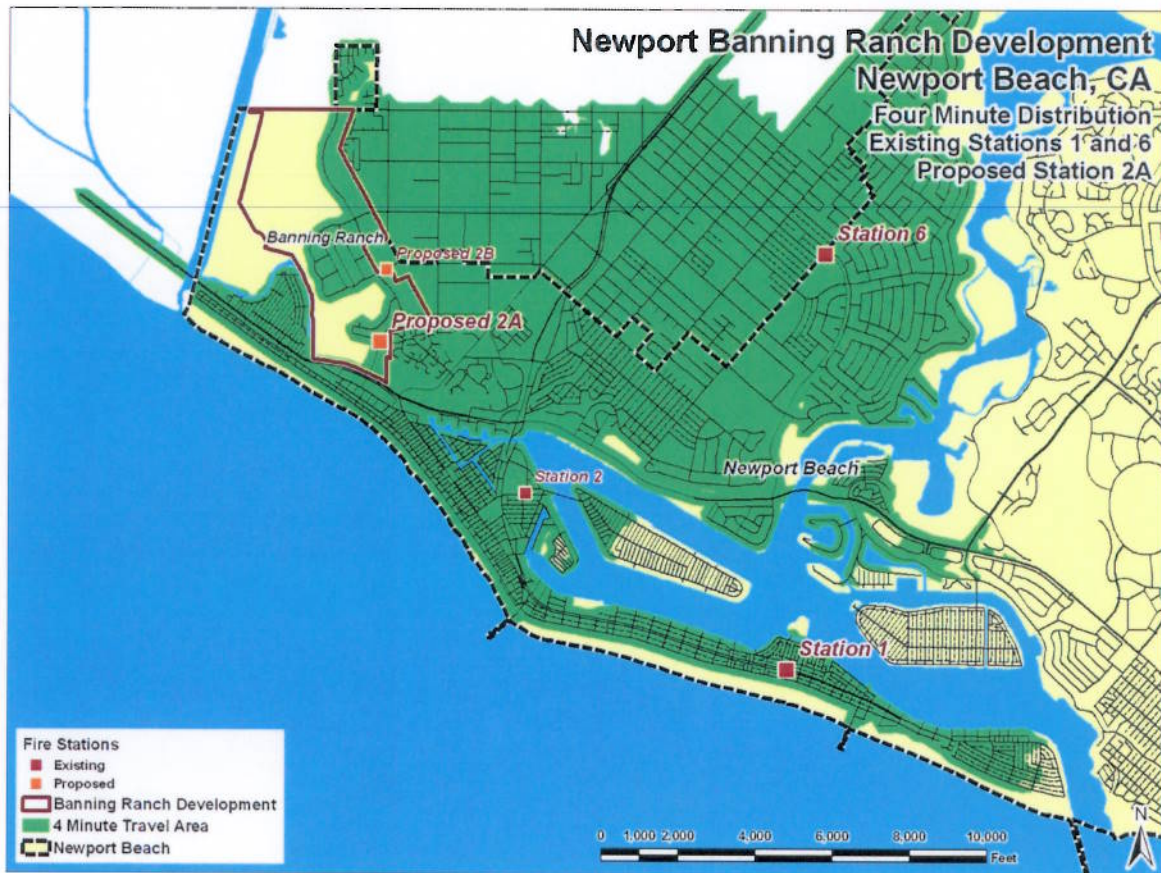 Newport Banning Ranch Development
Newport Beach, CA
Four Minute Distribution
Existing Stations 1 and 6
Proposed Station 2A
Station 6
Banning Ranch
Proposed 2B
Proposed 2A
Newport Beach
Station 2
Station 1
Fire Stations
Existing
Proposed
Banning Ranch Development
4 Minute Travel Area
Newport Beach
0 1,000 2,000 4,000 6,000 8,000 10,000
Feet
N